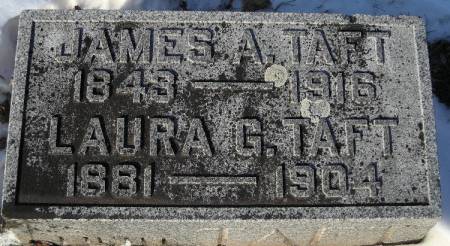 JAMES A. TAFT
1843 — 1916
LAURA G. TAFT
1881 — 1904